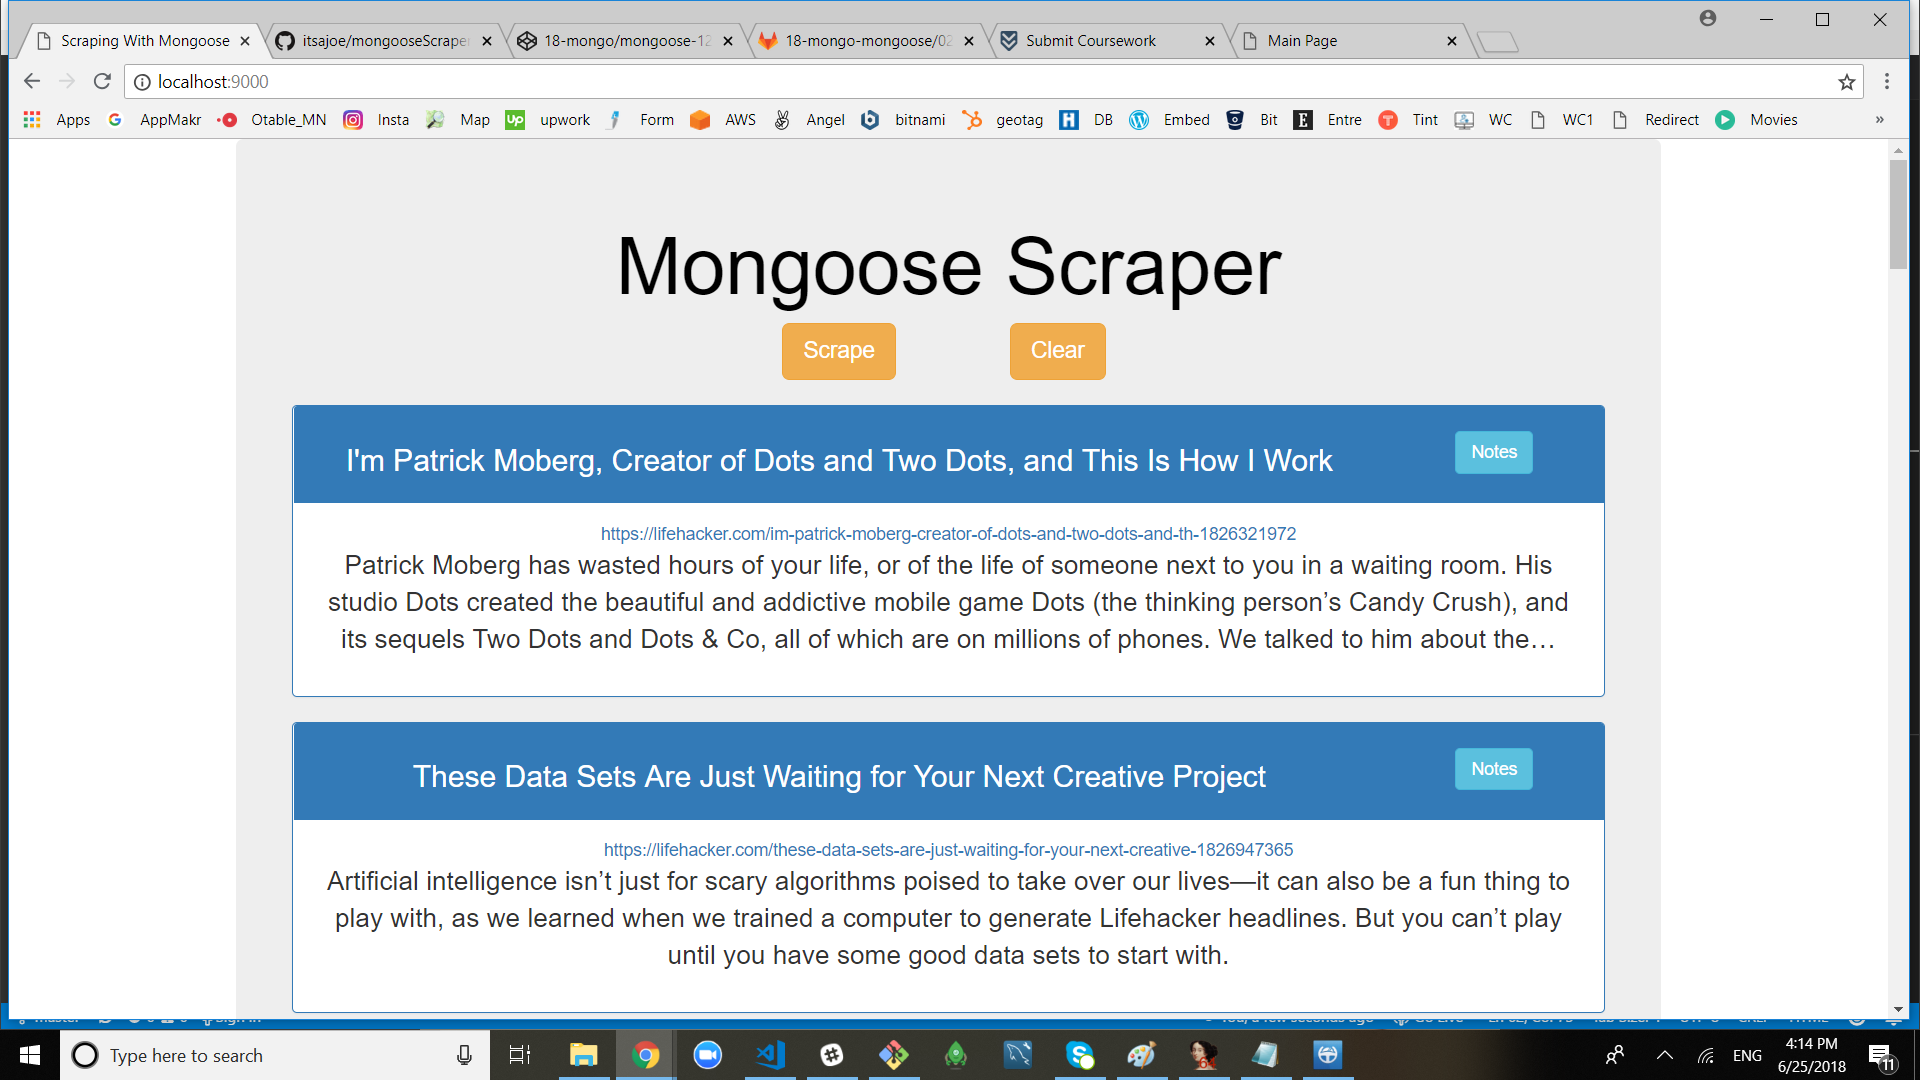 Scraping With Mongoose
itsajoe/mongooseScrape
18-mongo/mongoose-12
18-mongo-mongoose/02
Submit Coursework
Main Page
localhost:9000
Apps
AppMakr
Otable_MN
Insta
Map
up
upwork
Form
AWS
Angel
bitnami
geotag
H
DB
Embed
Bit
E
Entre
T
Tint
WC
WC1
Redirect
Movies
»
Mongoose Scraper
Scrape
Clear
I'm Patrick Moberg, Creator of Dots and Two Dots, and This Is How I Work
Notes
https://lifehacker.com/im-patrick-moberg-creator-of-dots-and-two-dots-and-th-1826321972
Patrick Moberg has wasted hours of your life, or of the life of someone next to you in a waiting room. His
studio Dots created the beautiful and addictive mobile game Dots (the thinking person’s Candy Crush), and
its sequels Two Dots and Dots & Co, all of which are on millions of phones. We talked to him about the…
These Data Sets Are Just Waiting for Your Next Creative Project
Notes
https://lifehacker.com/these-data-sets-are-just-waiting-for-your-next-creative-1826947365
Artificial intelligence isn’t just for scary algorithms poised to take over our lives—it can also be a fun thing to
play with, as we learned when we trained a computer to generate Lifehacker headlines. But you can’t play
until you have some good data sets to start with.
Type here to search
ENG
4:14 PM
6/25/2018
11